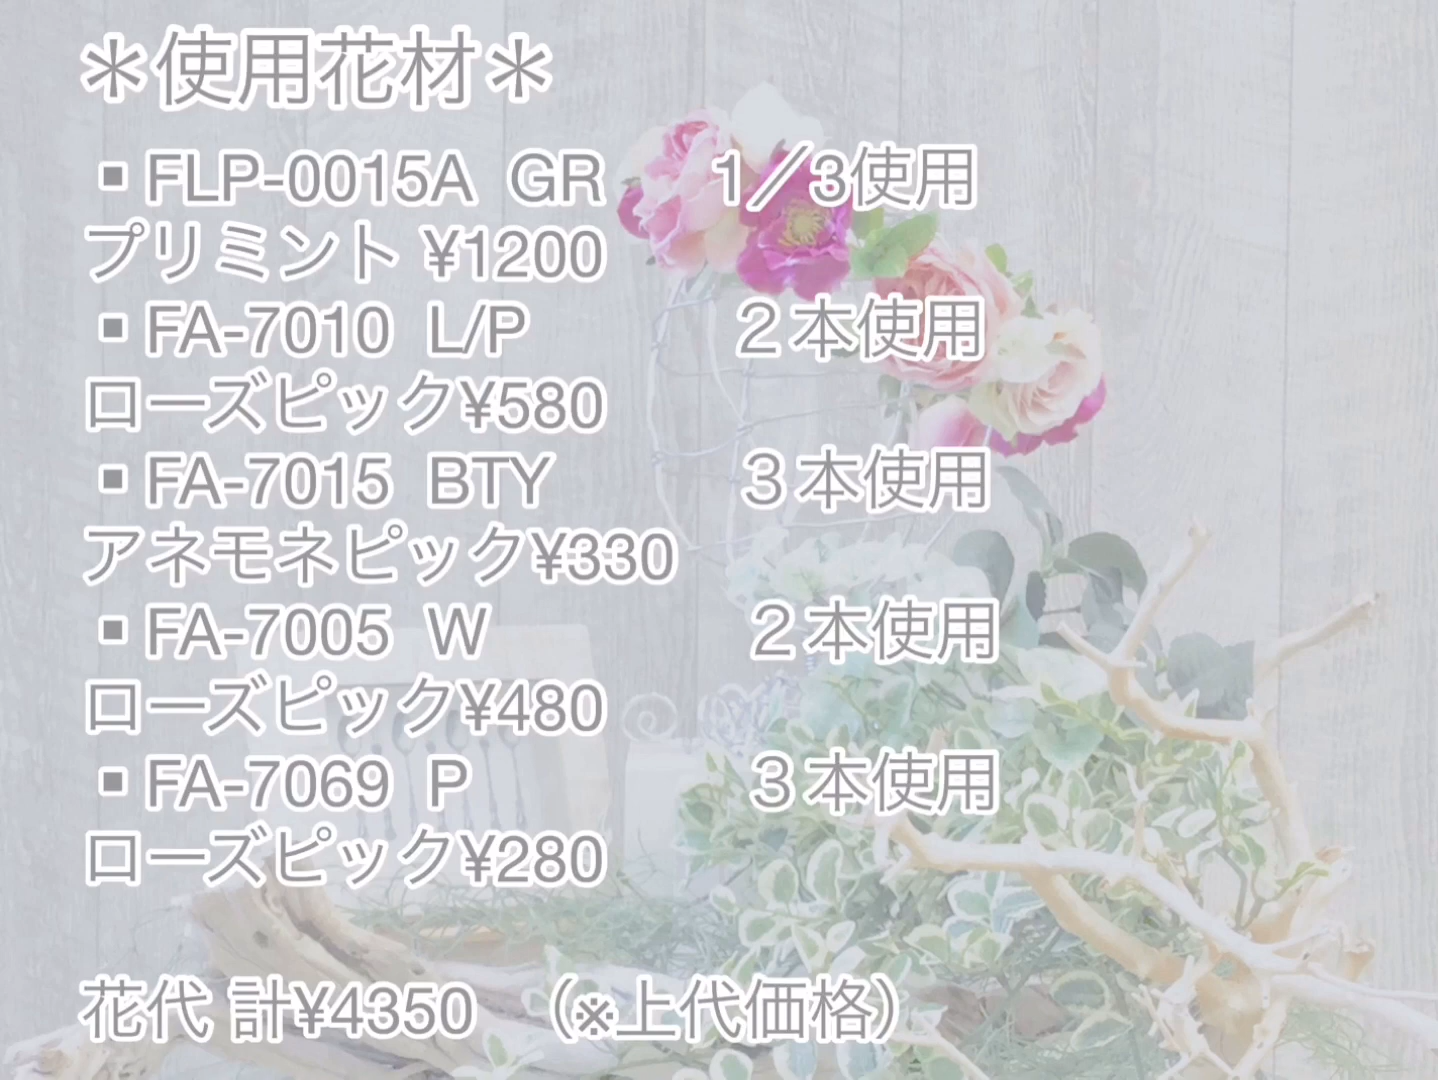 ＊使用花材＊
▪FLP-0015A GR 1／3使用
プリミント ¥1200
▪FA-7010 L/P 2本使用
ローズピック¥580
▪FA-7015 BTY 3本使用
アネモネピック¥330
▪FA-7005 W 2本使用
ローズピック¥480
▪FA-7069 P 3本使用
ローズピック¥280
花代 計¥4350 （※上代価格）